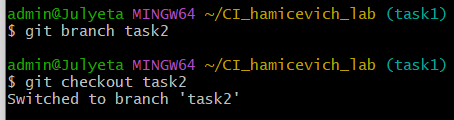 admin@Julyeta MINGW64 ~/CI_hamicevich_lab (task1)
$ git branch task2
admin@Julyeta MINGW64 ~/CI_hamicevich_lab (task1)
$ git checkout task2
Switched to branch 'task2'